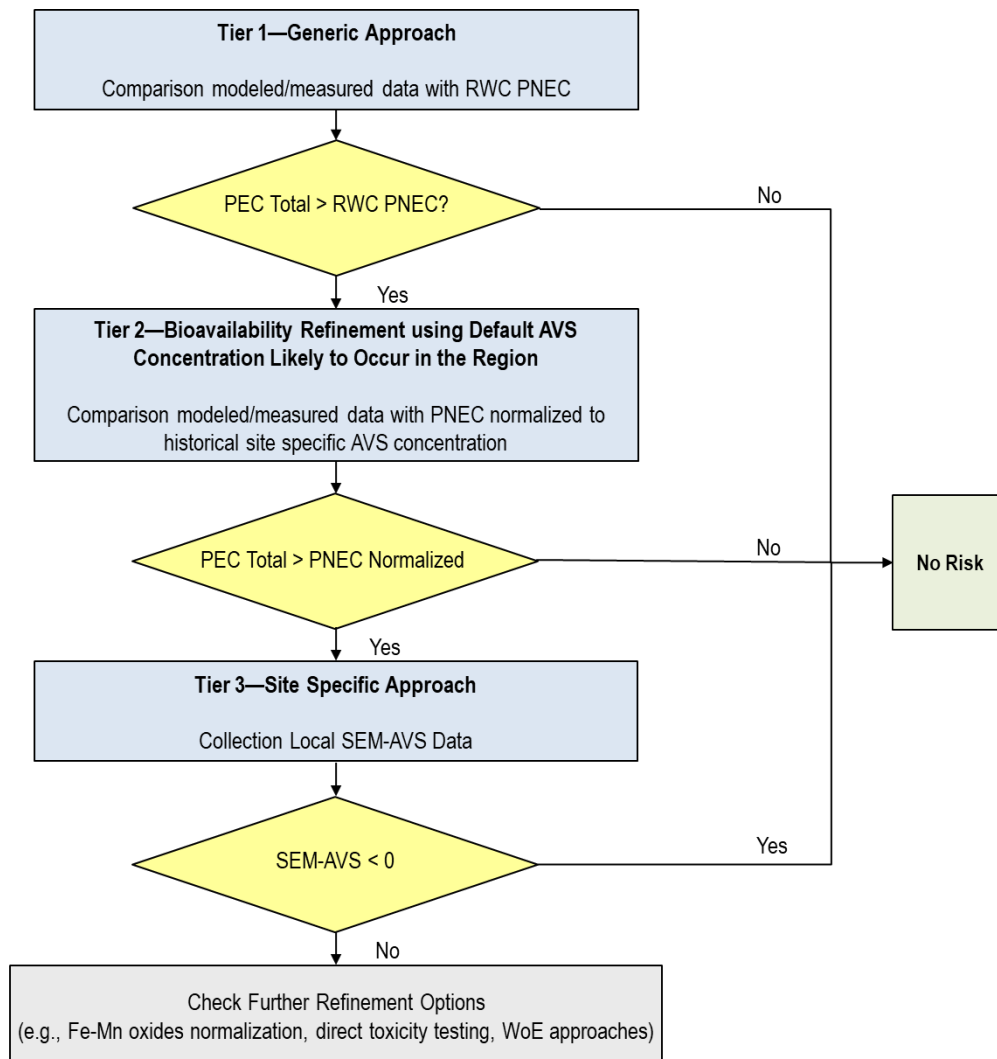 Tier 1—Generic Approach
Comparison modeled/measured data with RWC PNEC
PEC Total > RWC PNEC?
No
Yes
Tier 2—Bioavailability Refinement using Default AVS
Concentration Likely to Occur in the Region
Comparison modeled/measured data with PNEC normalized to
historical site specific AVS concentration
PEC Total > PNEC Normalized
No
No Risk
Yes
Tier 3—Site Specific Approach
Collection Local SEM-AVS Data
SEM-AVS < 0
Yes
No
Check Further Refinement Options
(e.g., Fe-Mn oxides normalization, direct toxicity testing, WoE approaches)